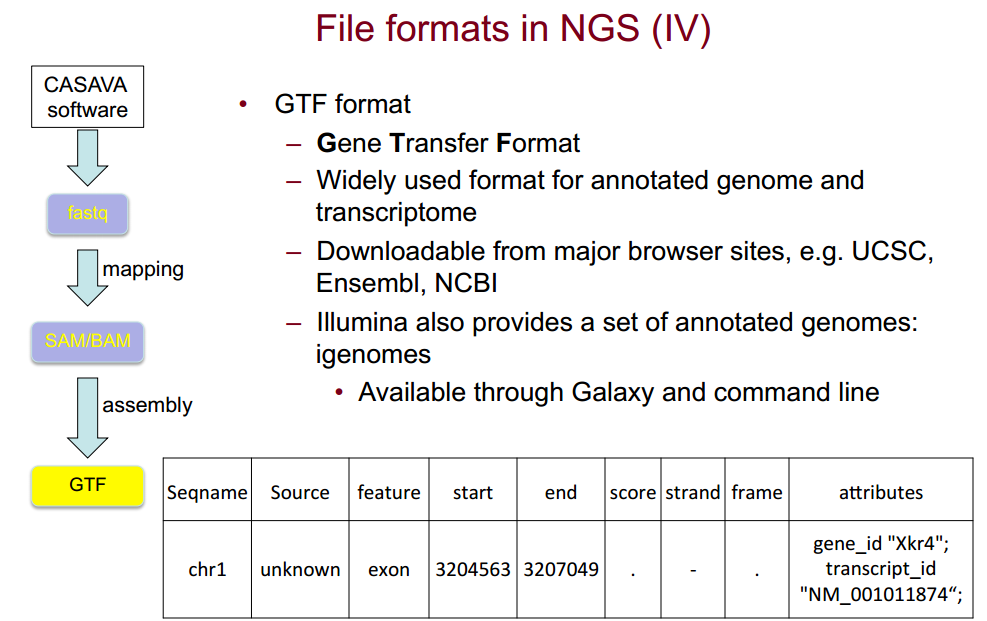 File formats in NGS (IV)
CASAVA
software
fastq
mapping
SAM/BAM
assembly
GTF
• GTF format
– Gene Transfer Format
– Widely used format for annotated genome and
transcriptome
– Downloadable from major browser sites, e.g. UCSC,
Ensembl, NCBI
– Illumina also provides a set of annotated genomes:
igenomes
• Available through Galaxy and command line
Seqname Source feature start end score strand frame attributes
chr1 unknown exon 3204563 3207049 . - . gene_id "Xkr4";
transcript_id
"NM_001011874“;